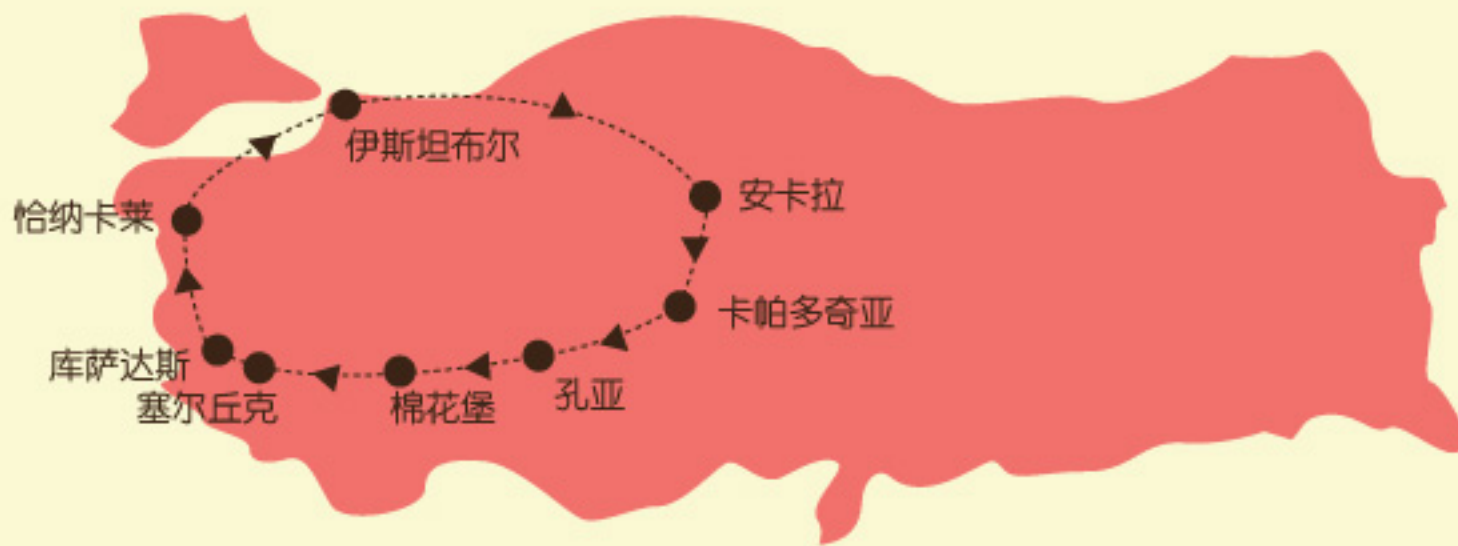 伊斯坦布尔
安卡拉
恰纳卡莱
卡帕多奇亚
库萨达斯
塞尔丘克
棉花堡
孔亚